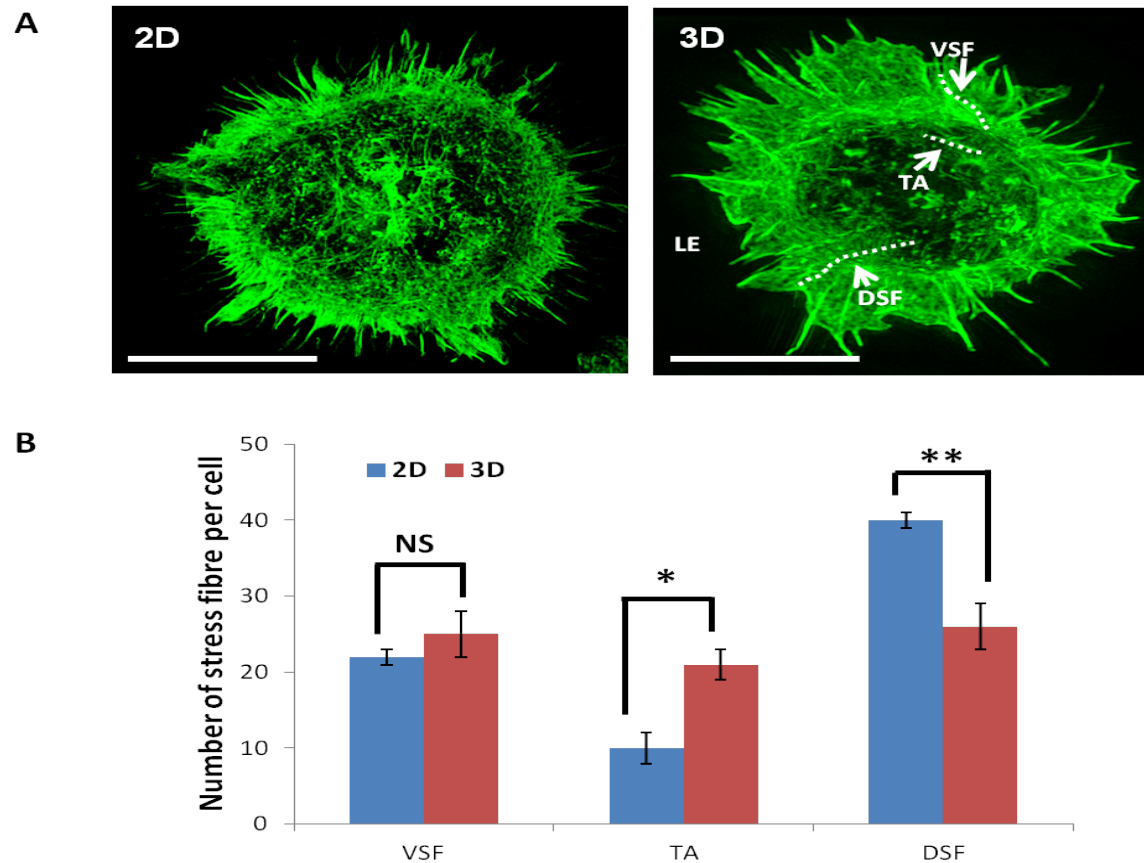 A
2D
3D
VSF
TA
LE
DSF
B
Number of stress fibre per cell
50
40
30
20
10
0
2D 3D
NS
*
**
VSF TA DSF